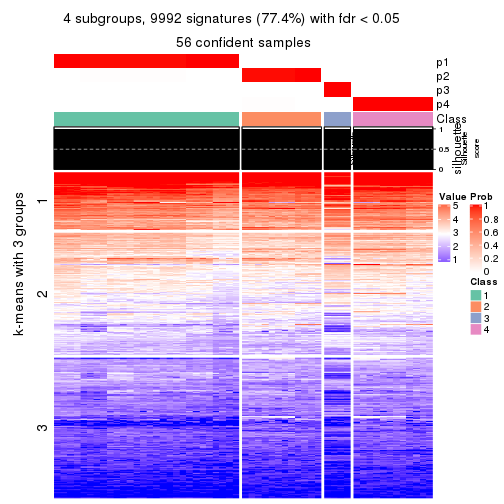 4 subgroups, 9992 signatures (77.4%) with fdr < 0.05
56 confident samples
p1
p2
p3
p4
Class
1
0.5
0
silhouette
Silhouette
score
k-means with 3 groups
1
2
3
Value
5
4
3
2
1
Prob
1
0.8
0.6
0.4
0.2
0
Class
1
2
3
4